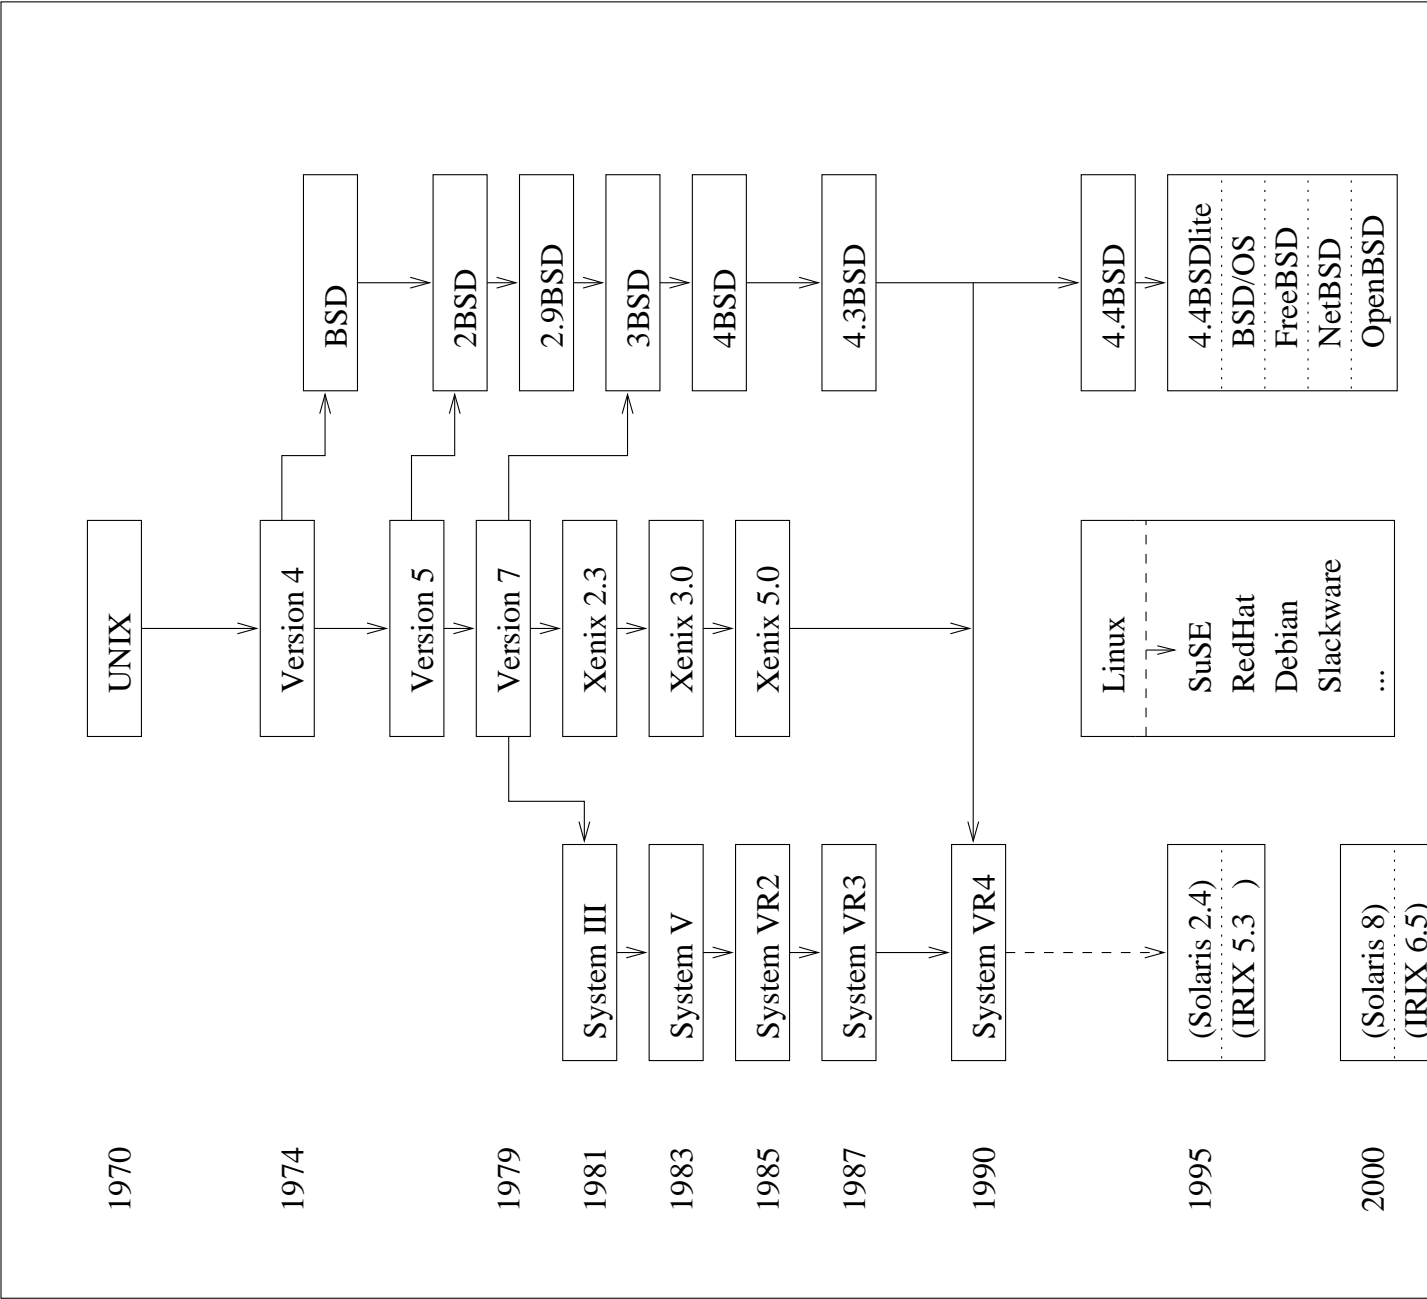 1970
1974
1979
1981
1983
1985
1987
1990
1995
2000
System III
System V
System VR2
System VR3
System VR4
(Solaris 2.4)
(IRIX 5.3 )
(Solaris 8)
(IRIX 6.5)
UNIX
Version 4
Version 5
Version 7
Xenix 2.3
Xenix 3.0
Xenix 5.0
Linux
SuSE
RedHat
Debian
Slackware
...
BSD
2BSD
2.9BSD
3BSD
4BSD
4.3BSD
4.4BSD
4.4BSDlite
BSD/OS
FreeBSD
NetBSD
OpenBSD